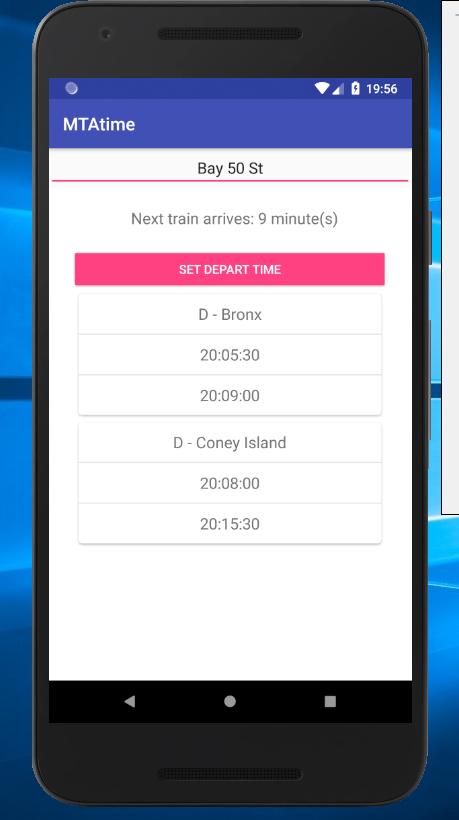 19:56
MTAtime
Bay 50 St
Next train arrives: 9 minute(s)
SET DEPART TIME
D - Bronx
20:05:30
20:09:00
D - Coney Island
20:08:00
20:15:30